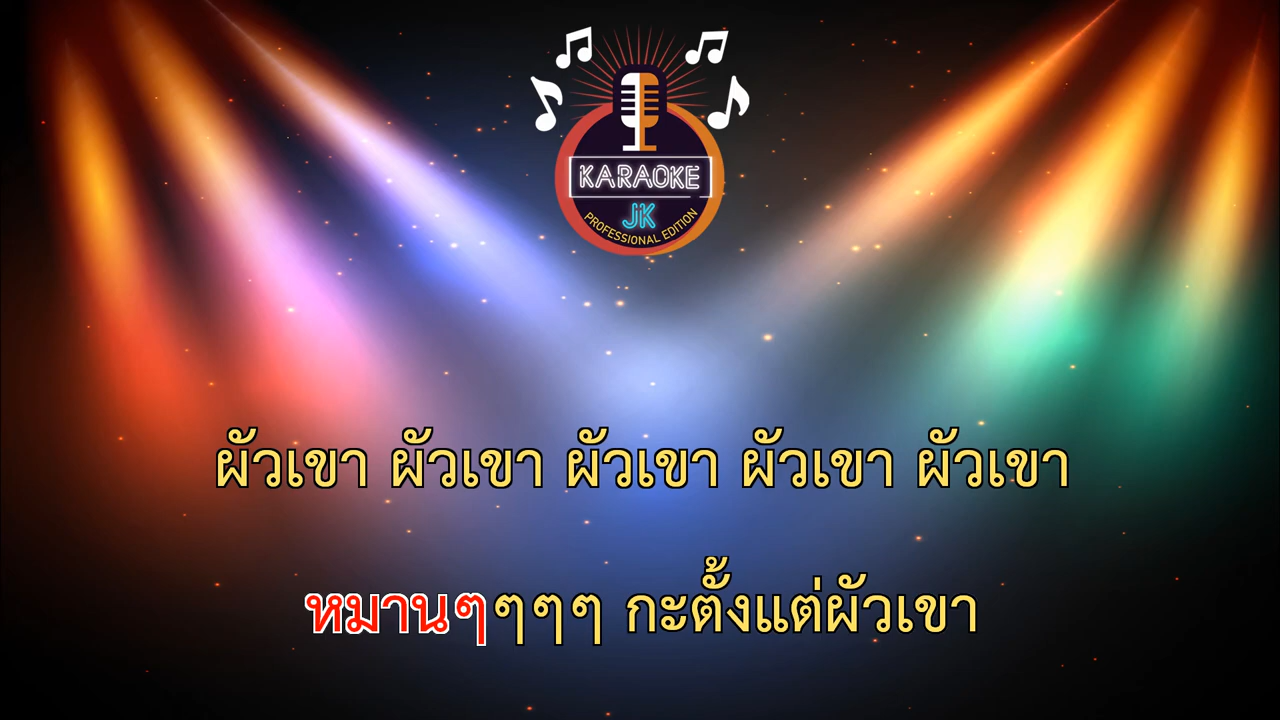 KARAOKE
JK
PROFESSIONAL EDITION
ผัวเขา ผัวเขา ผัวเขา ผัวเขา ผัวเขา
หมานๆๆๆๆ กะตั้งแต่ผัวเขา